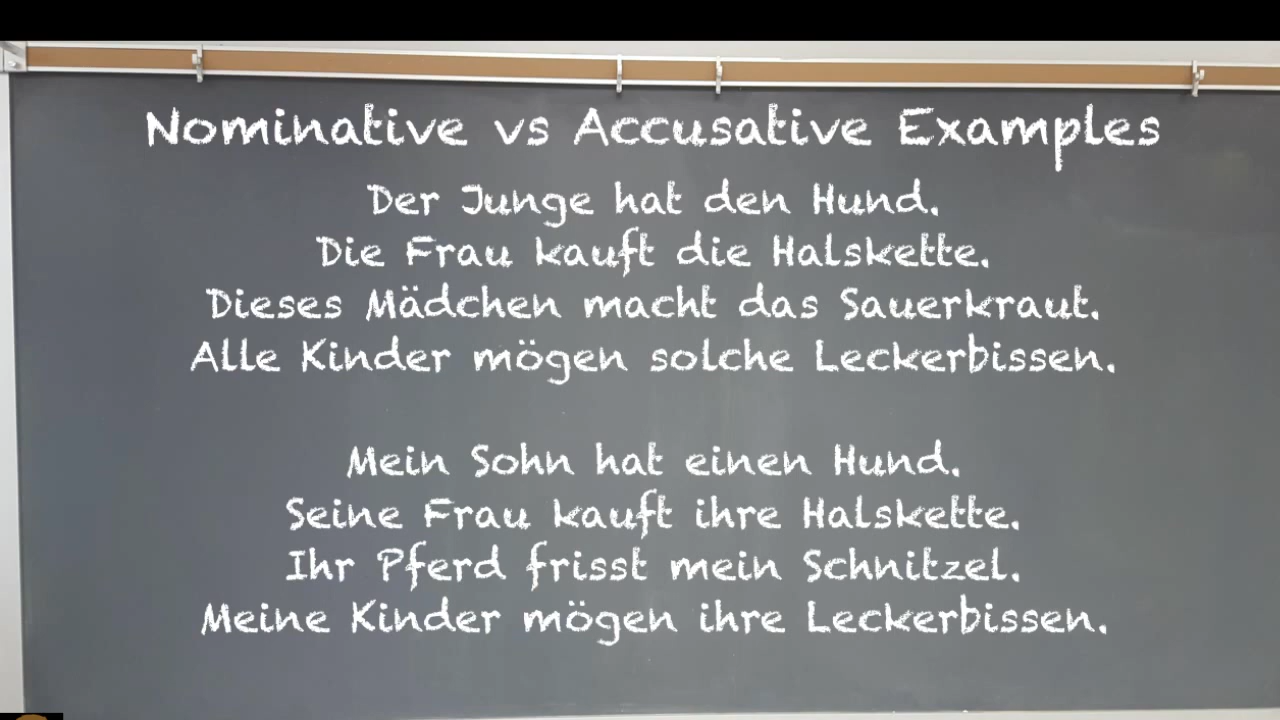 Nominative vs Accusative Examples
Der Junge hat den Hund.
Die Frau kauft die Halskette.
Dieses Mädchen macht das Sauerkraut.
Alle Kinder mögen solche Leckerbissen.
Mein Sohn hat einen Hund.
Seine Frau kauft ihre Halskette.
Ihr Pferd frisst mein Schnitzel.
Meine Kinder mögen ihre Leckerbissen.